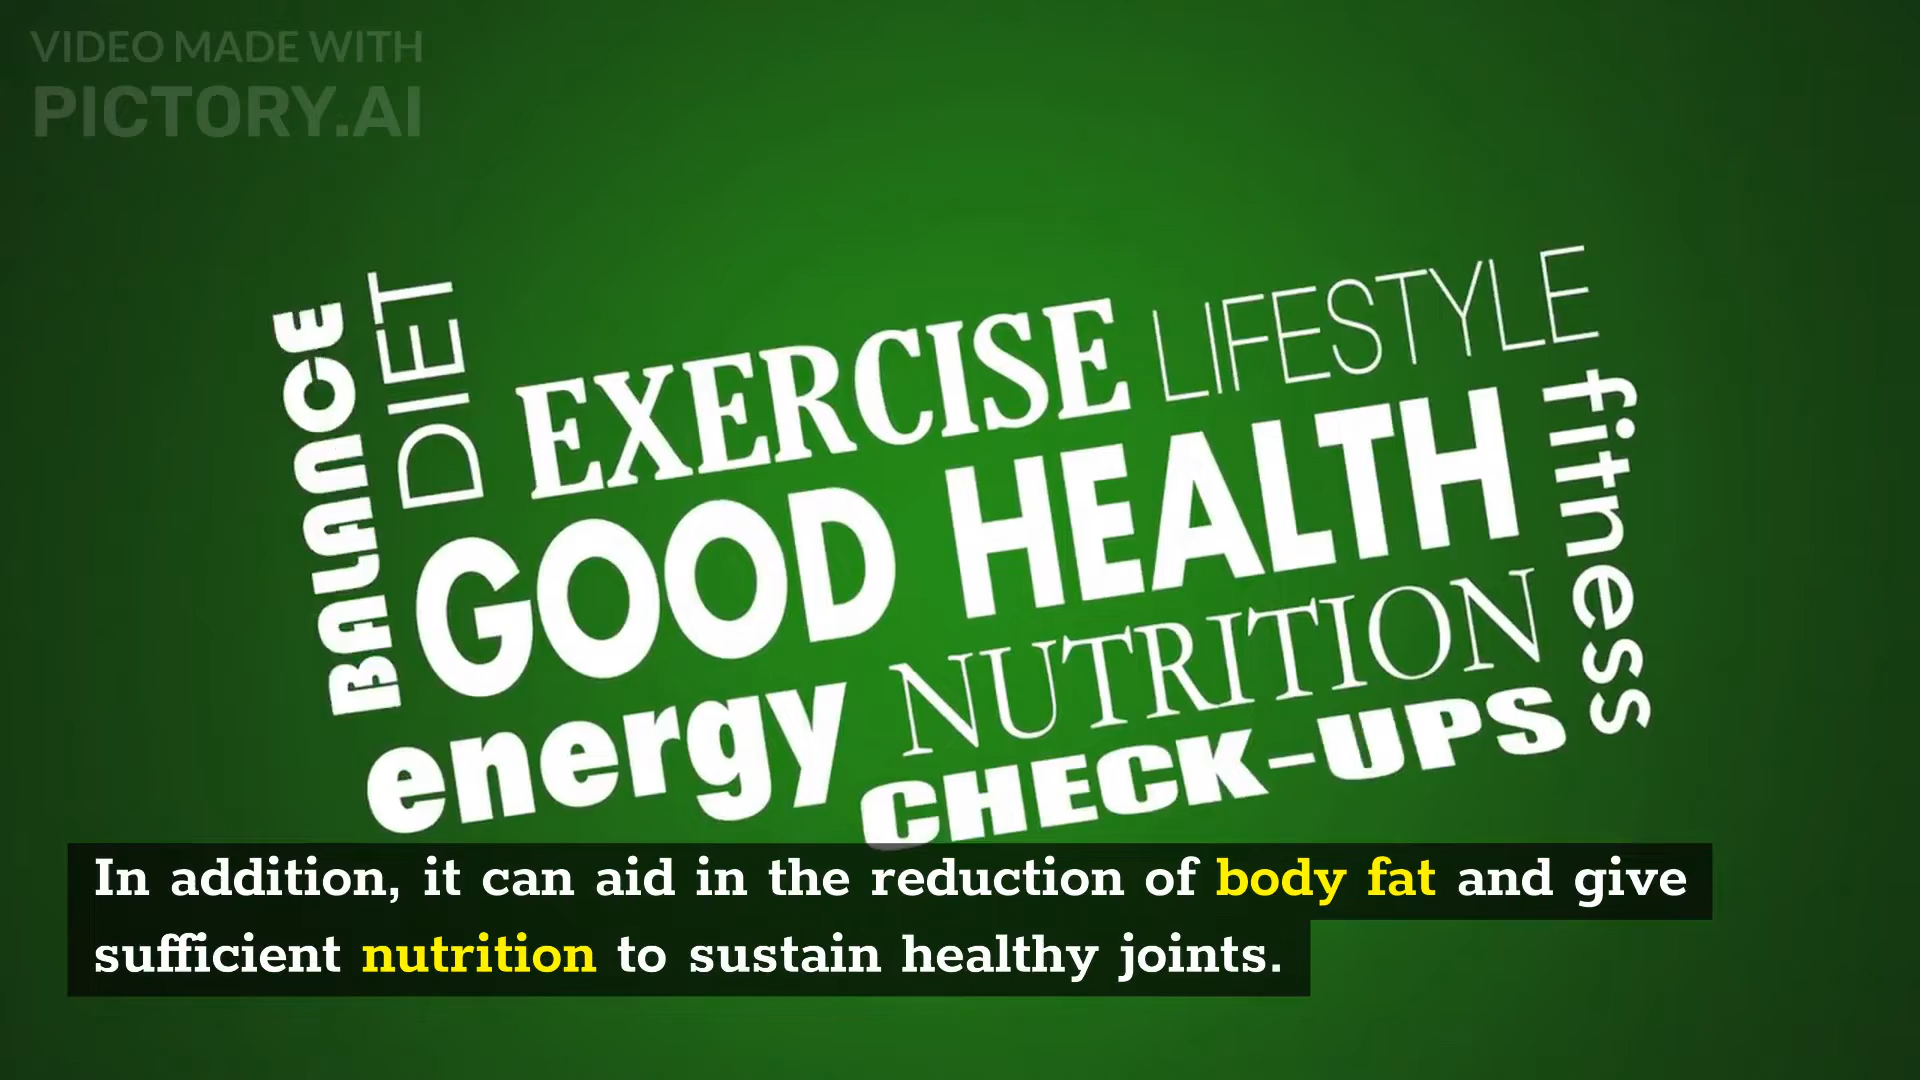 VIDEO MADE WITH
PICTORY.AI
BALANCE
DIET
EXERCISE
LIFESTYLE
GOOD HEALTH
fitness
energy
NUTRITION
CHECK-UPS
In addition, it can aid in the reduction of body fat and give
sufficient nutrition to sustain healthy joints.